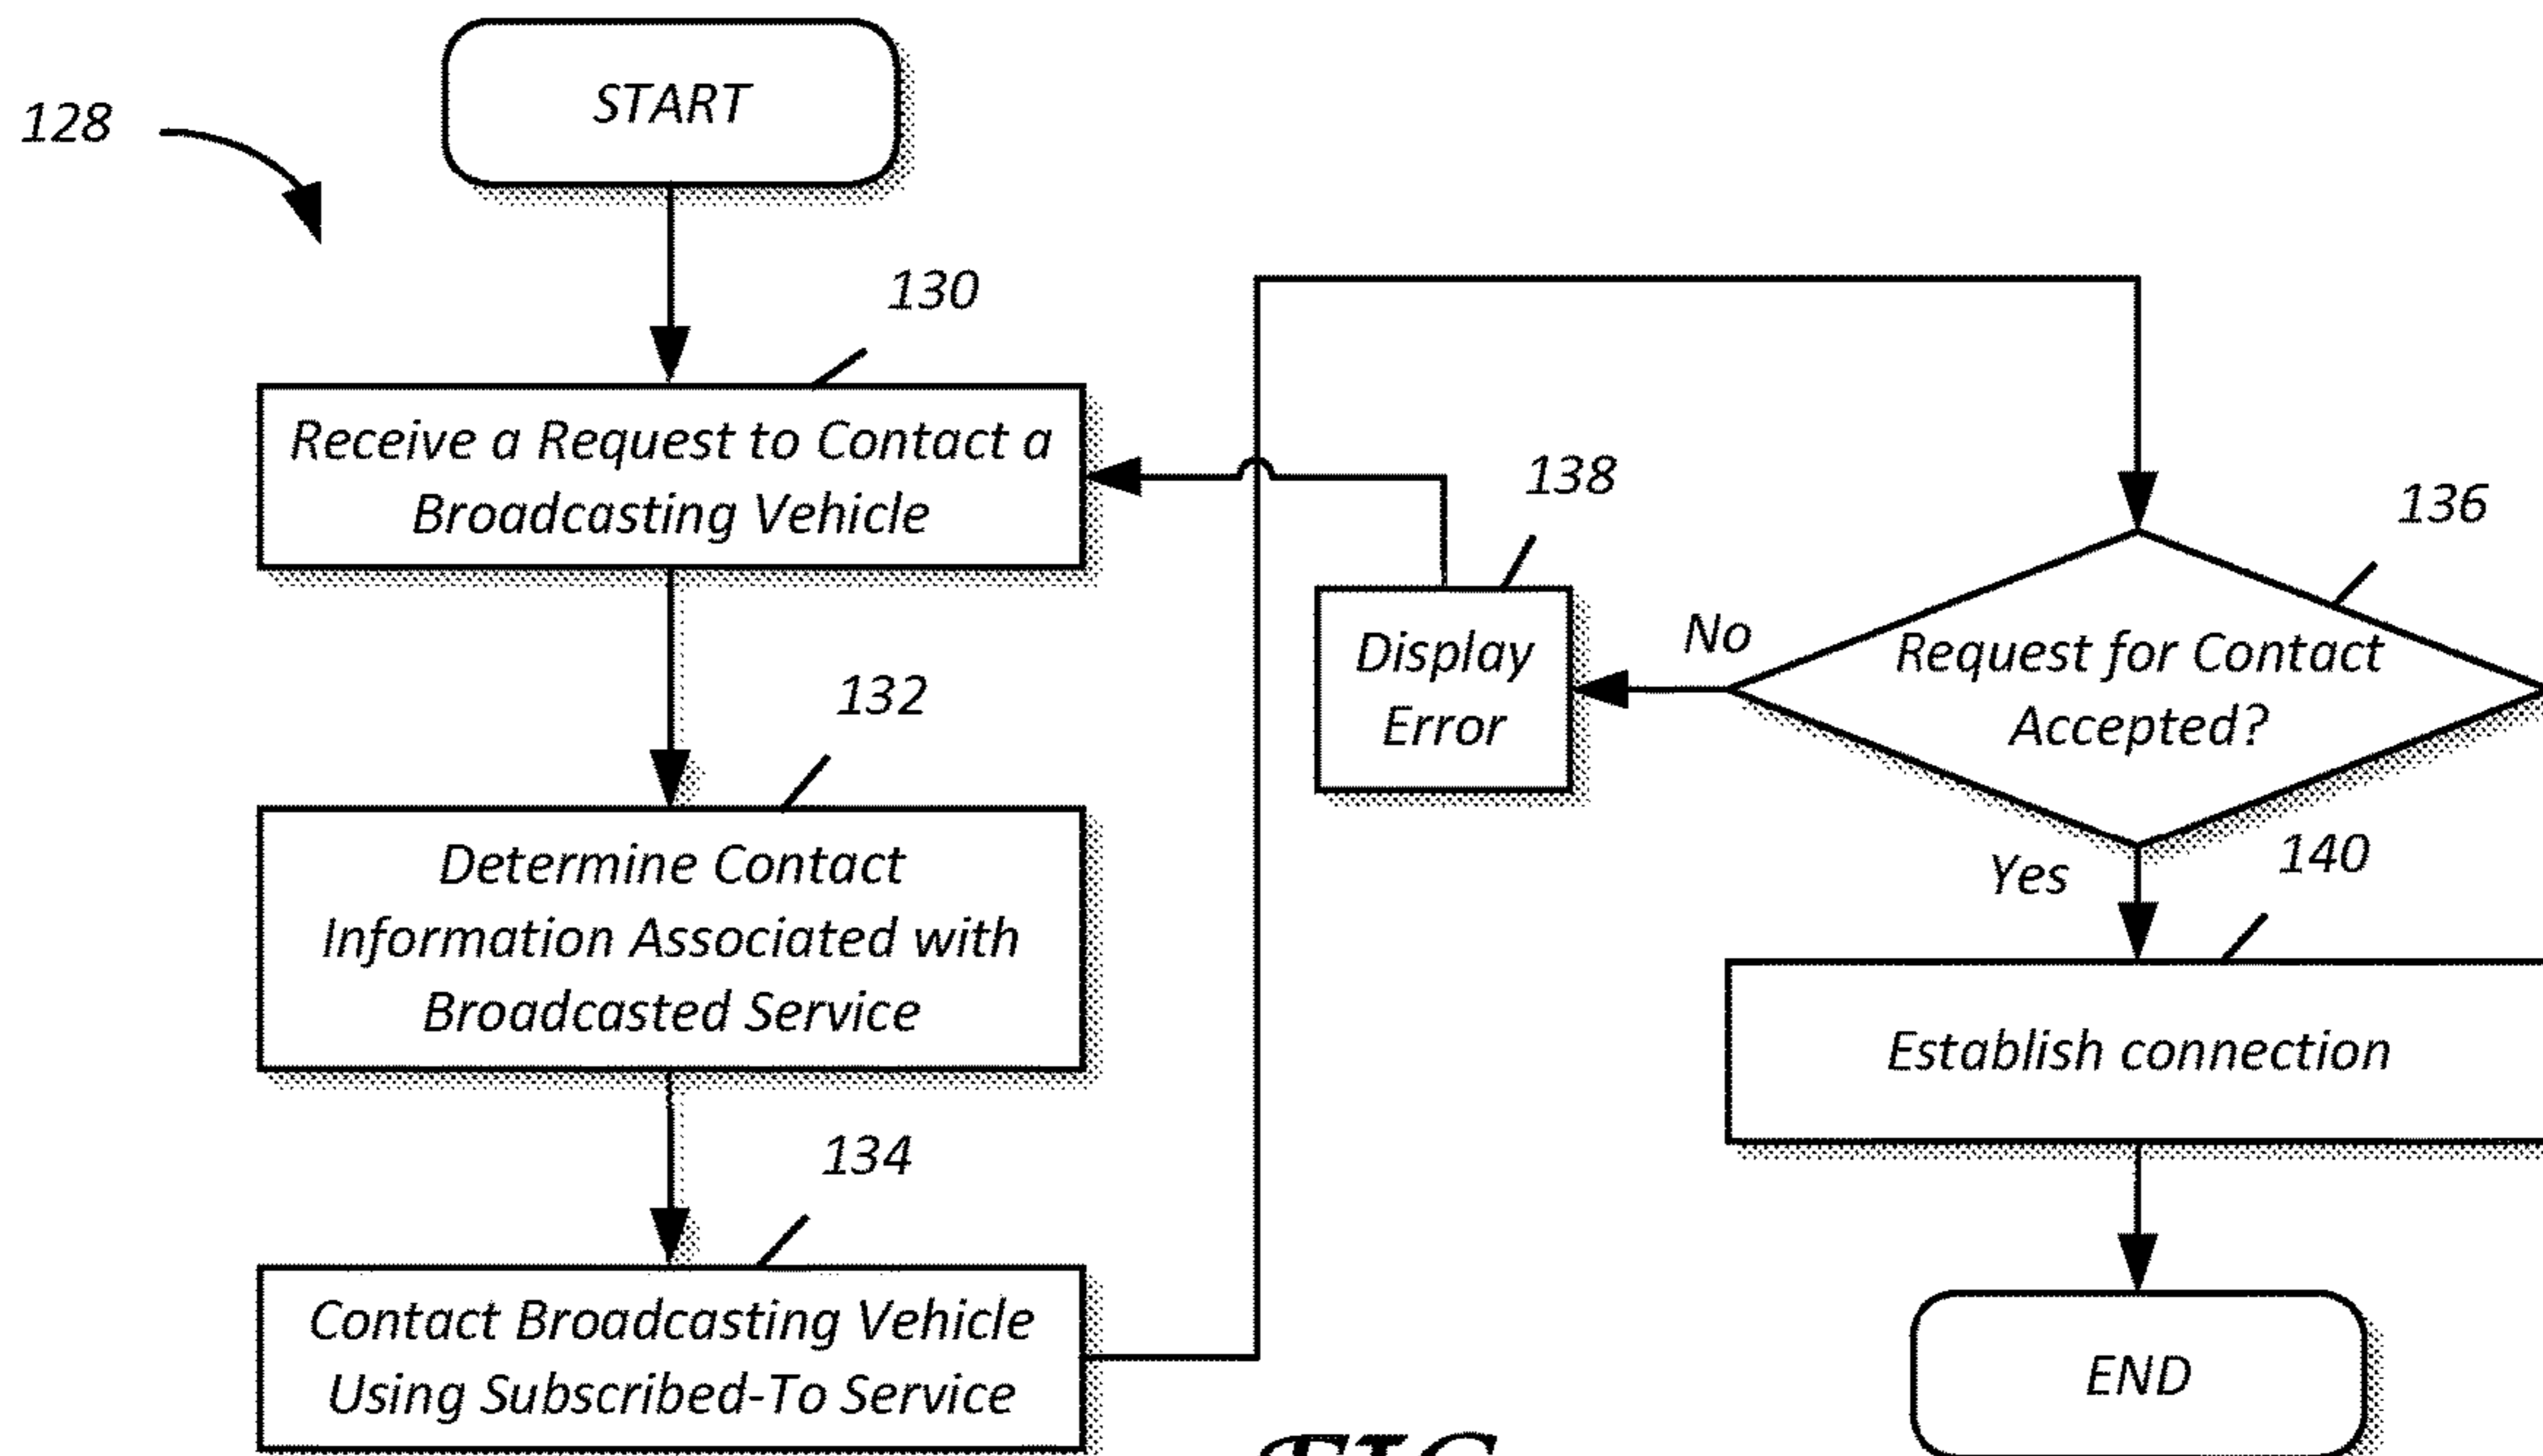 START
128
130
Receive a Request to Contact a
Broadcasting Vehicle
132
Determine Contact
Information Associated with
Broadcasted Service
134
Contact Broadcasting Vehicle
Using Subscribed-To Service
136
Request for Contact
Accepted?
No
138
Display
Error
Yes
140
Establish connection
END